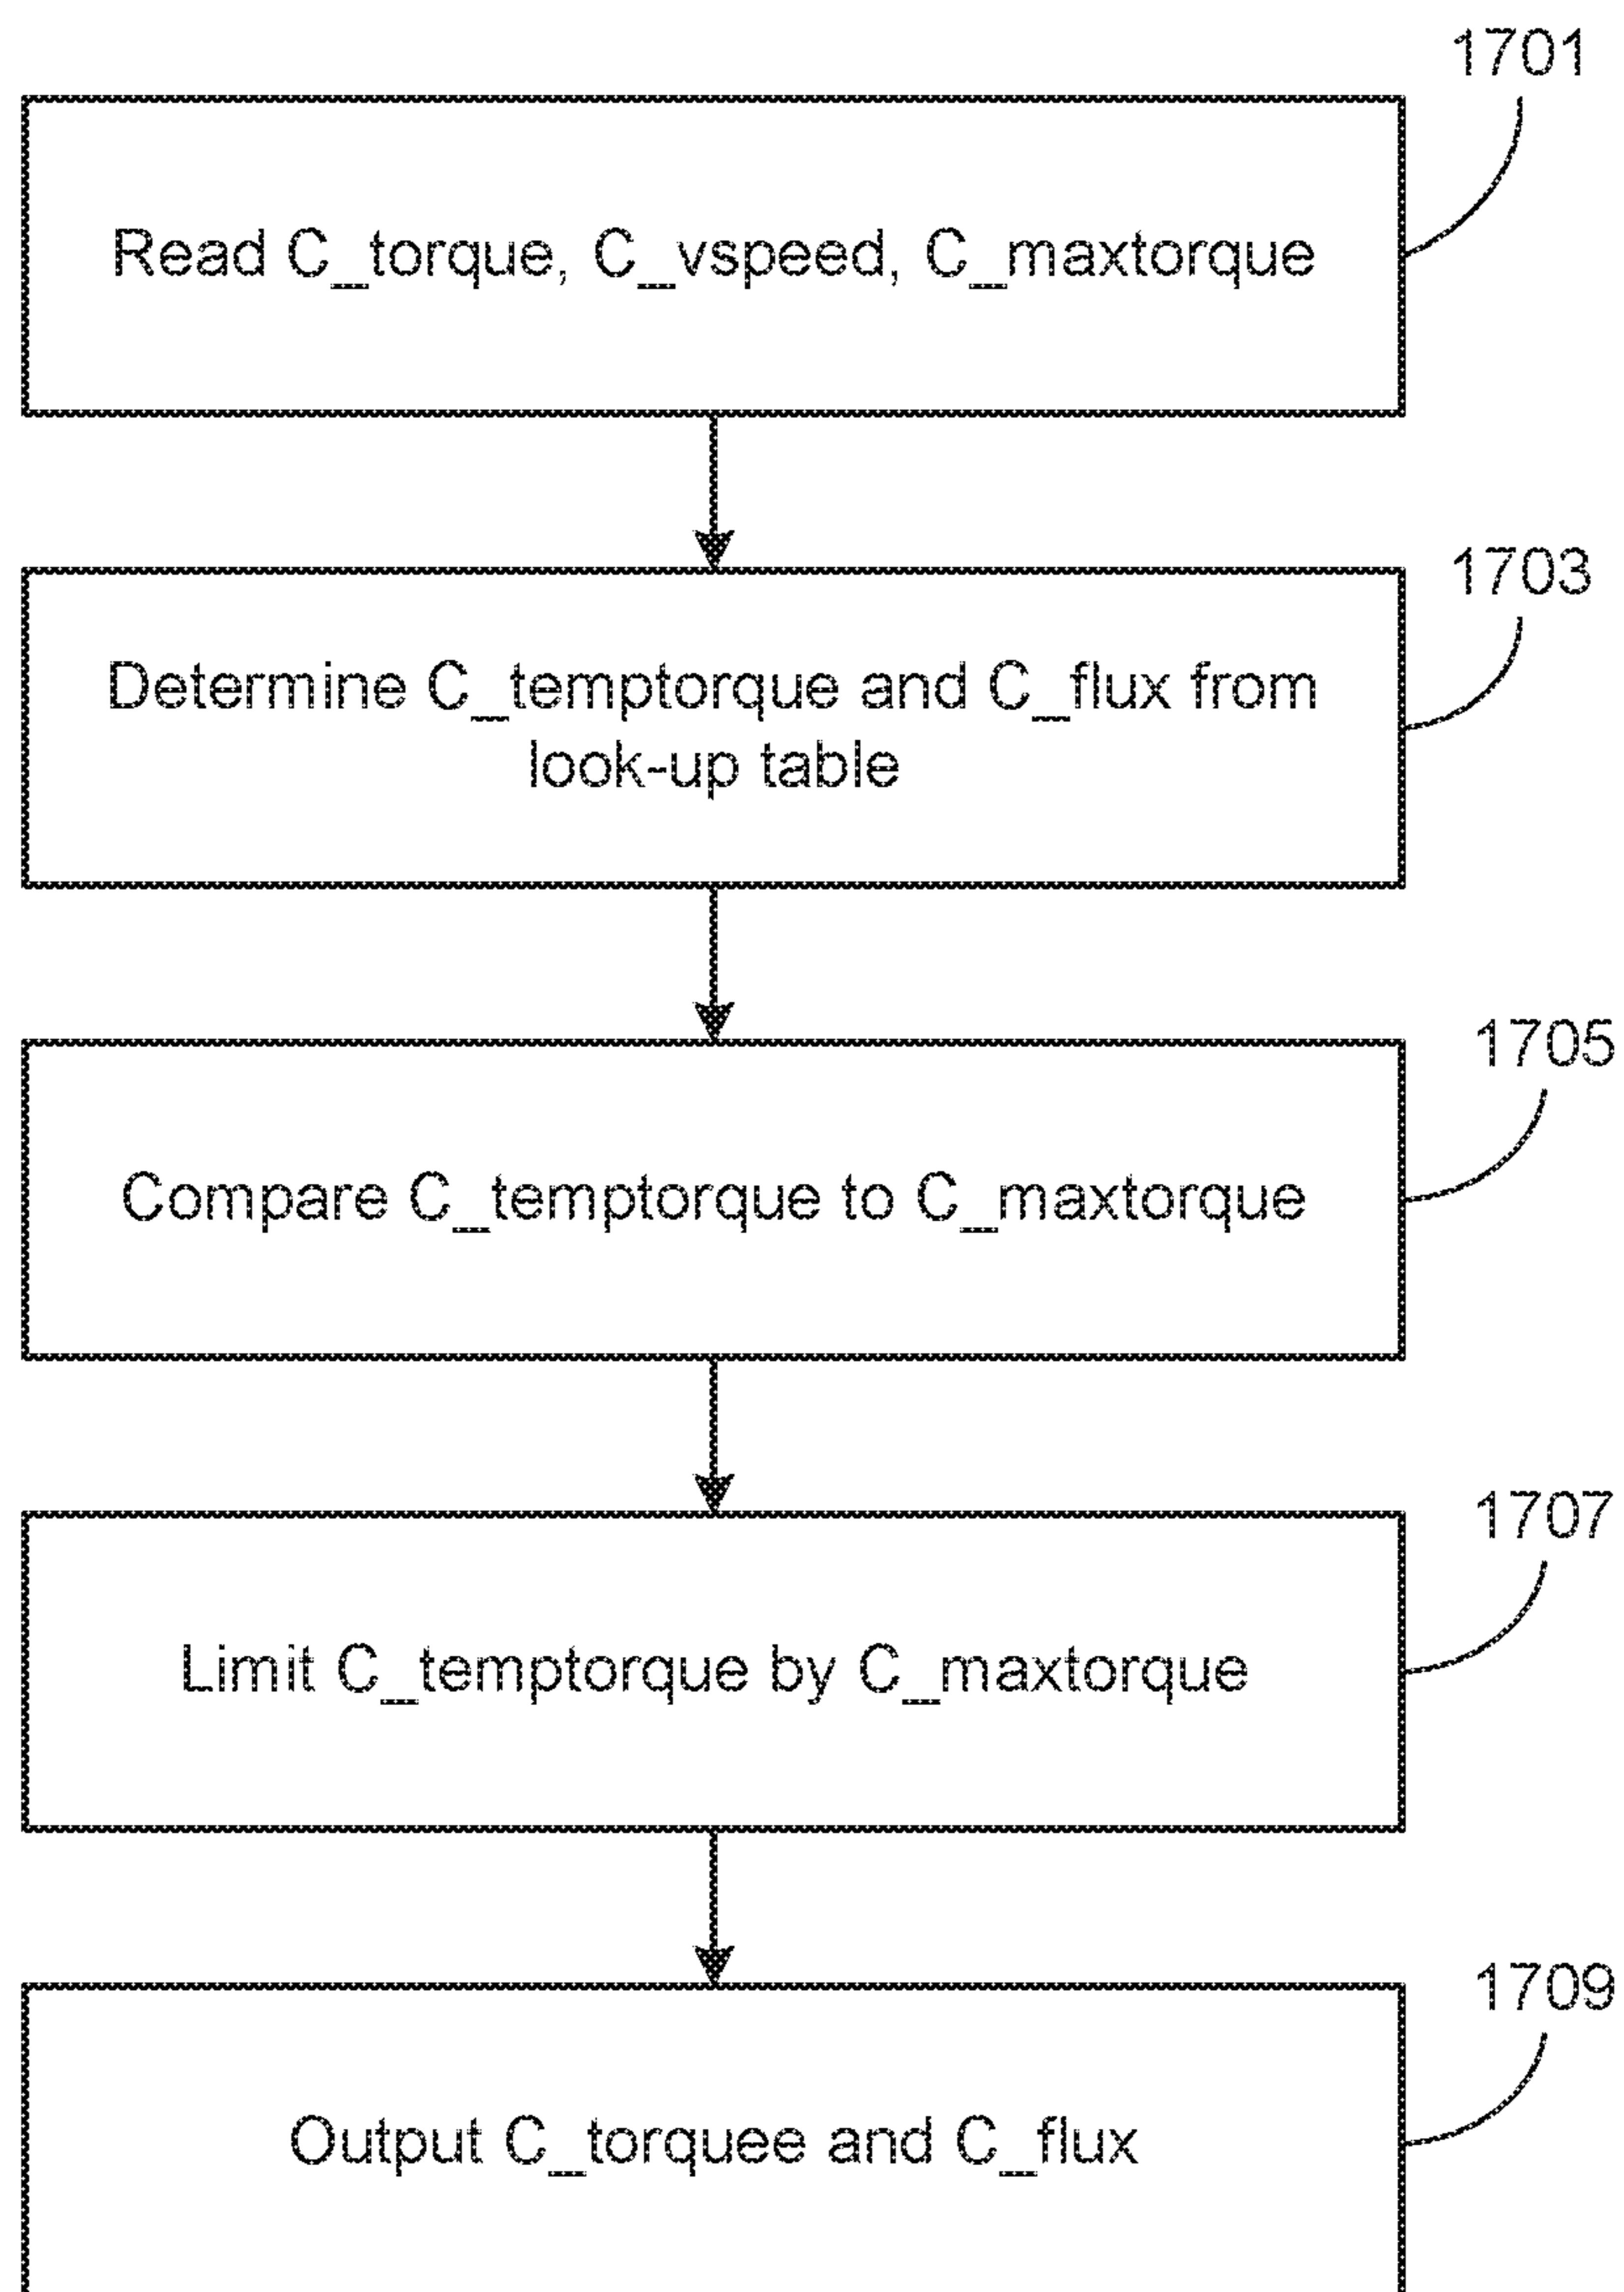 1701
Read C_torque, C_vspeed, C_maxtorque
1703
Determine C_temptorque and C_flux from
look-up table
1705
Compare C_temptorque to C_maxtorque
1707
Limit C_temptorque by C_maxtorque
1709
Output C_torquee and C_flux